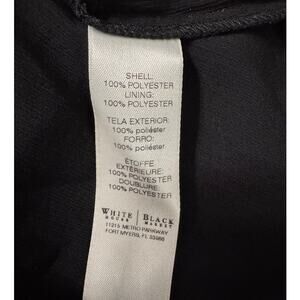 SHELL:
100% POLYESTER
LINING:
100% POLYESTER
TELA EXTERIOR:
100% poliéster
FORRO:
100% poliéster
ÉTOFFE
EXTÉRIEURE:
100% POLYESTER
DOUBLURE:
100% POLYESTER
WHITE | BLACK
HOUSE | MARKET
11215 METRO PARKWAY
FORT MYERS, FL 33966